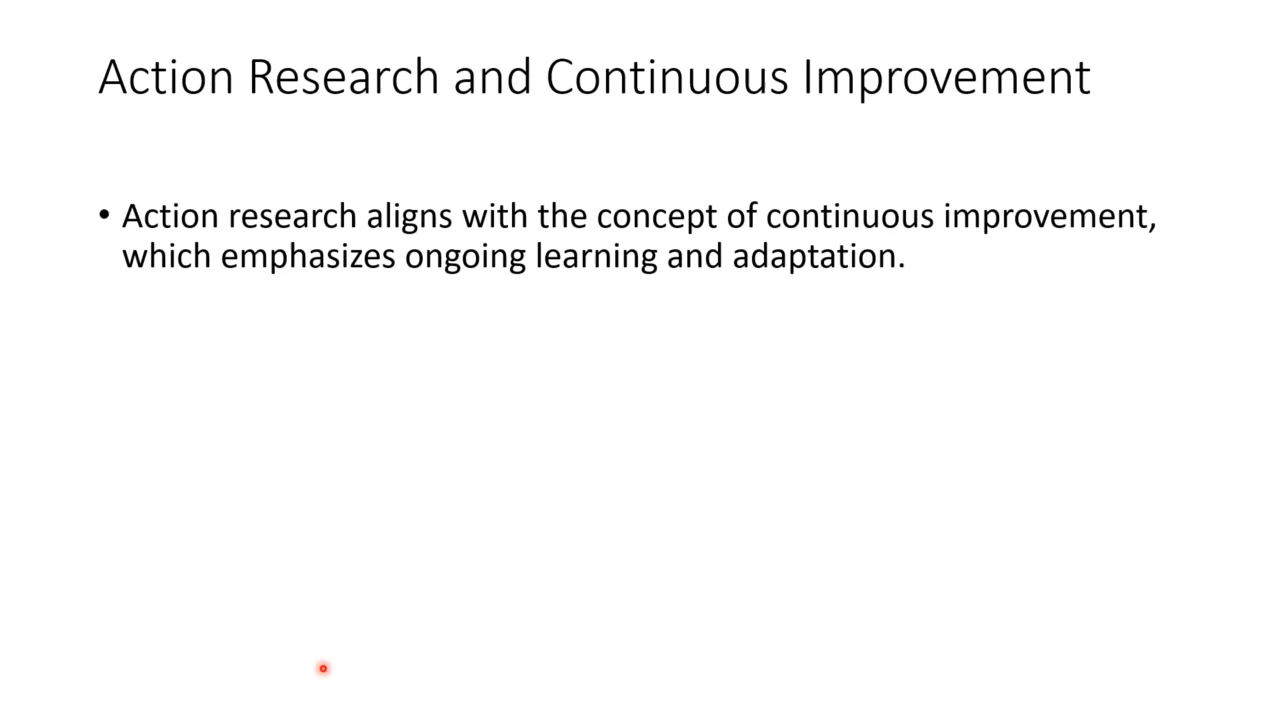 Action Research and Continuous Improvement
• Action research aligns with the concept of continuous improvement,
which emphasizes ongoing learning and adaptation.